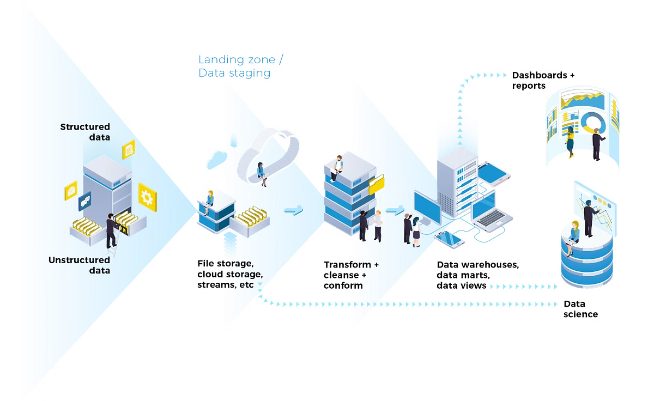 Landing zone /
Data staging
Dashboards +
reports
Structured
data
Unstructured
data
File storage,
cloud storage,
streams, etc
Transform +
cleanse +
conform
Data warehouses,
data marts,
data views
Data
science